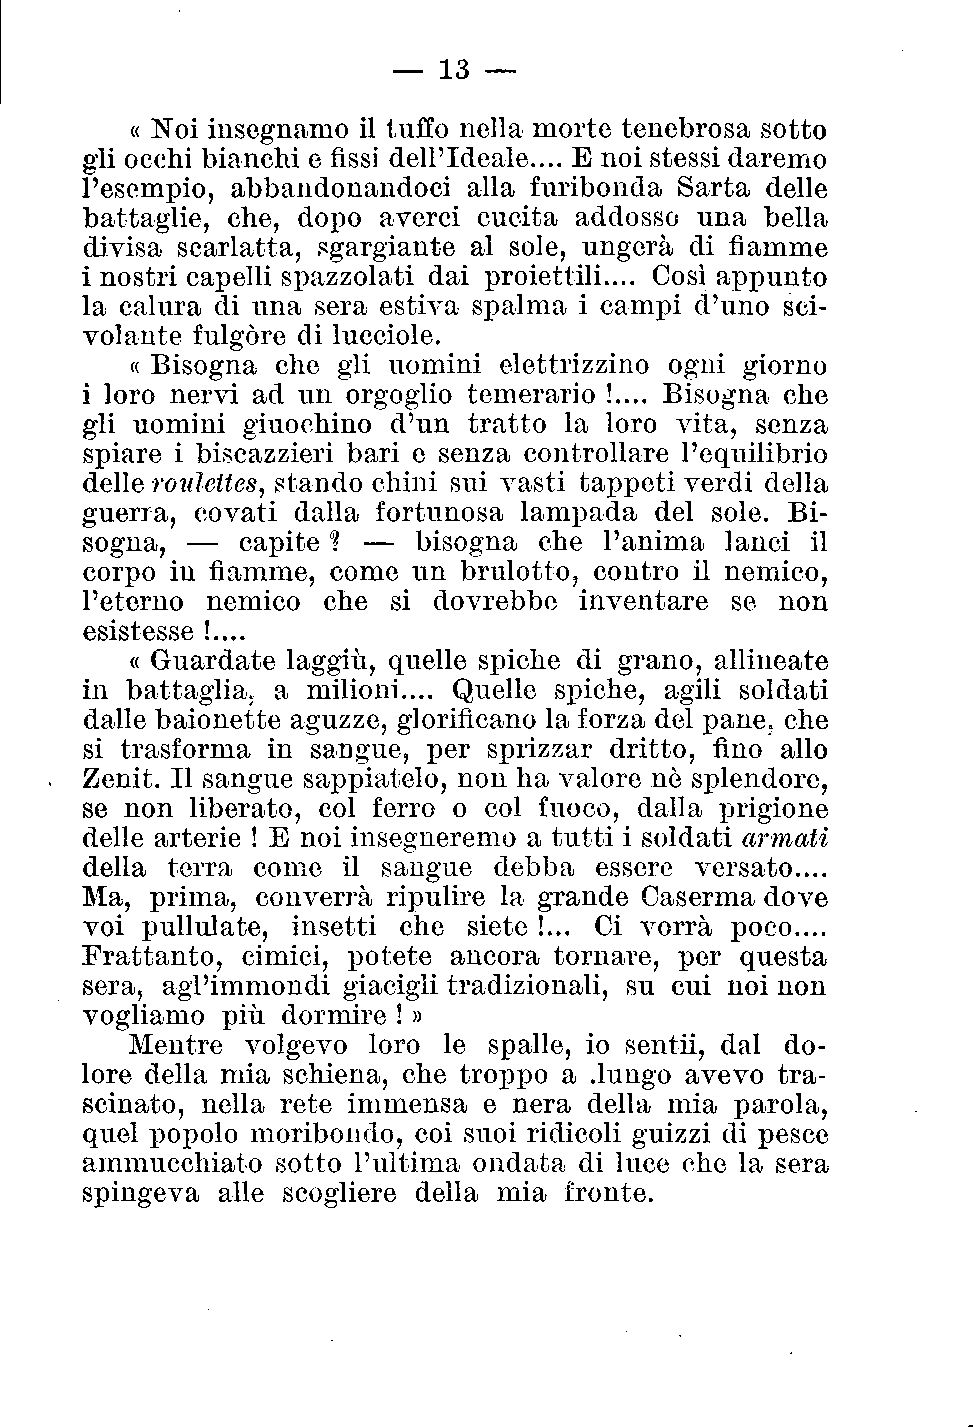 — 13 —
« Noi insegnamo il tuffo nella morte tenebrosa sotto
gli occhi bianchi e fissi dell'Ideale.... E noi stessi daremo
l'esempio, abbandonandoci alla furibonda Sarta delle
battaglie, che, dopo averci cucita addosso una bella
divisa scarlatta, sgargiante al sole, ungerà di fiamme
i nostri capelli spazzolati dai proiettili.... Così appunto
la calura di una sera estiva spalma i campi d'uno sci-
volante fulgòre di lucciole.
« Bisogna che gli uomini elettrizzino ogni giorno
i loro nervi ad un orgoglio temerario !.... Bisogna che
gli uomini giuochino d'un tratto la loro vita, senza
spiare i biscazzieri bari e senza controllare l'equilibrio
delle roulettes, stando chini sui vasti tappeti verdi della
guerra, covati dalla fortunosa lampada del sole. Bi-
sogna, — capite ? — bisogna che l'anima lanci il
corpo in fiamme, come un brulotto, contro il nemico,
l'eterno nemico che si dovrebbe inventare se non
esistesse !....
« Guardate laggiù, quelle spiche di grano, allineate
in battaglia, a milioni.... Quelle spiche, agili soldati
dalle baionette aguzze, glorificano la forza del pane, che
si trasforma in sangue, per sprizzar dritto, fino allo
Zenit. Il sangue sappiatelo, non ha valore nè splendore,
se non liberato, col ferro o col fuoco, dalla prigione
delle arterie ! E noi insegneremo a tutti i soldati armati
della terra come il sangue debba essere versato....
Ma, prima, converrà ripulire la grande Caserma dove
voi pullulate, insetti che siete !... Ci vorrà poco....
Frattanto, cimici, potete ancora tornare, per questa
sera, agl'immondi giacigli tradizionali, su cui noi non
vogliamo più dormire ! »
Mentre volgevo loro le spalle, io sentii, dal do-
lore della mia schiena, che troppo a lungo avevo tra-
scinato, nella rete immensa e nera della mia parola,
quel popolo moribondo, coi suoi ridicoli guizzi di pesce
ammucchiato sotto l'ultima ondata di luce che la sera
spingeva alle scogliere della mia fronte.